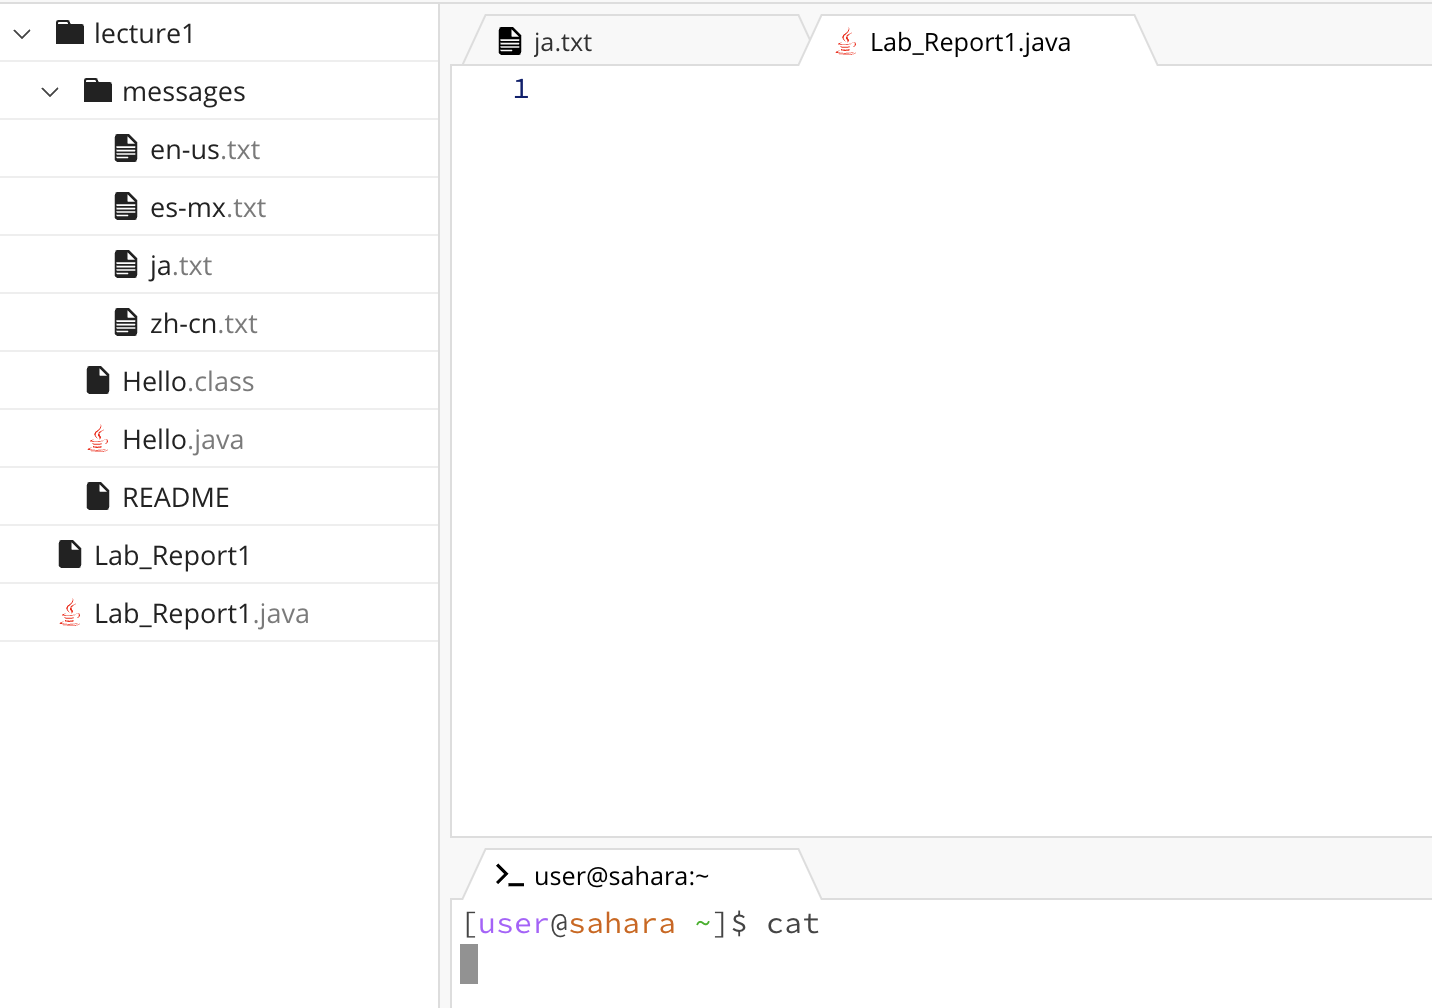 lecture1
messages
en-us.txt
es-mx.txt
ja.txt
zh-cn.txt
Hello.class
Hello.java
README
Lab_Report1
Lab_Report1.java
ja.txt
Lab_Report1.java
1
user@sahara:~
[user@sahara ~]$ cat